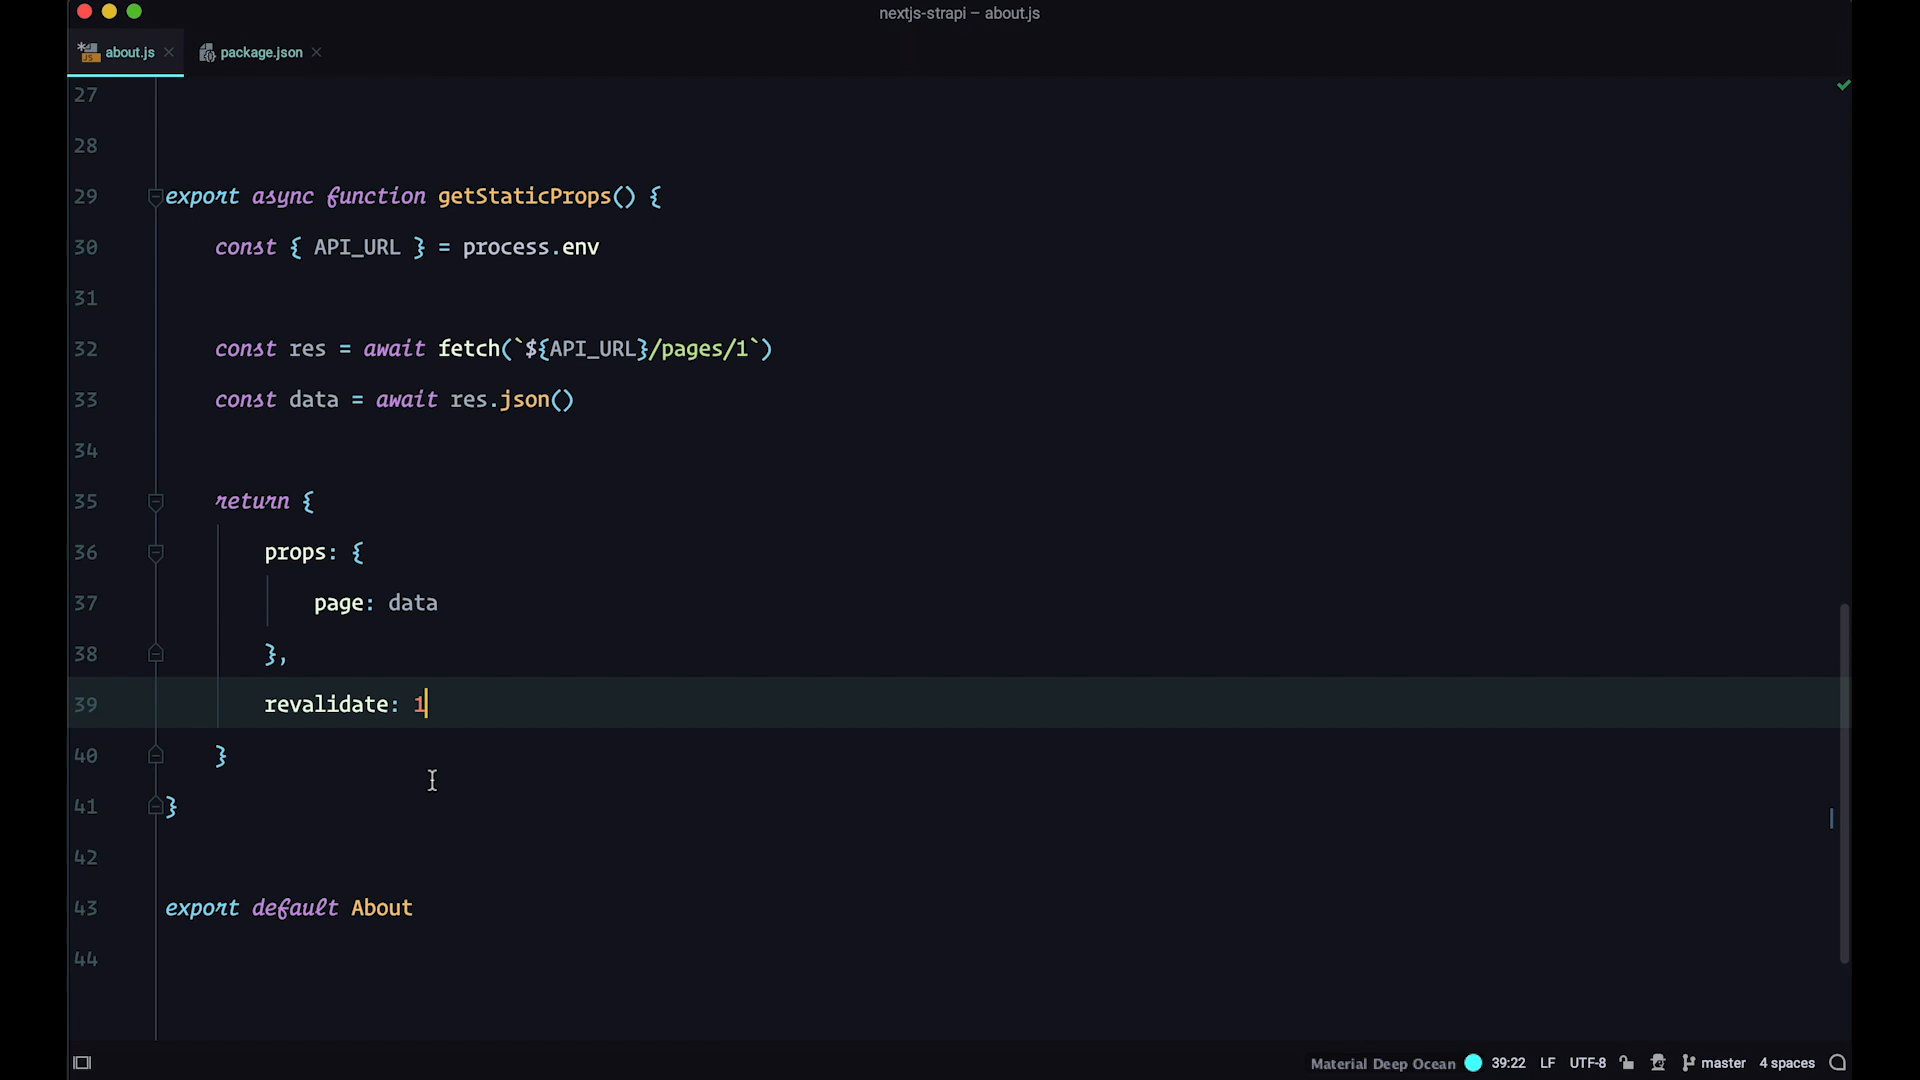 nextjs-strapi – about.js
about.js
package.json
27
28
29 export async function getStaticProps() {
30 const { API_URL } = process.env
31
32 const res = await fetch(`${API_URL}/pages/1`)
33 const data = await res.json()
34
35 return {
36 props: {
37 page: data
38 },
39 revalidate: 1
40 }
41 }
42
43 export default About
44
Material Deep Ocean 39:22 LF UTF-8 master 4 spaces